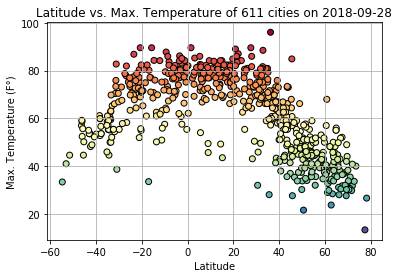 Latitude vs. Max. Temperature of 611 cities on 2018-09-28
Max. Temperature (F°)
100
80
60
40
20
−60 −40 −20 0 20 40 60 80
Latitude